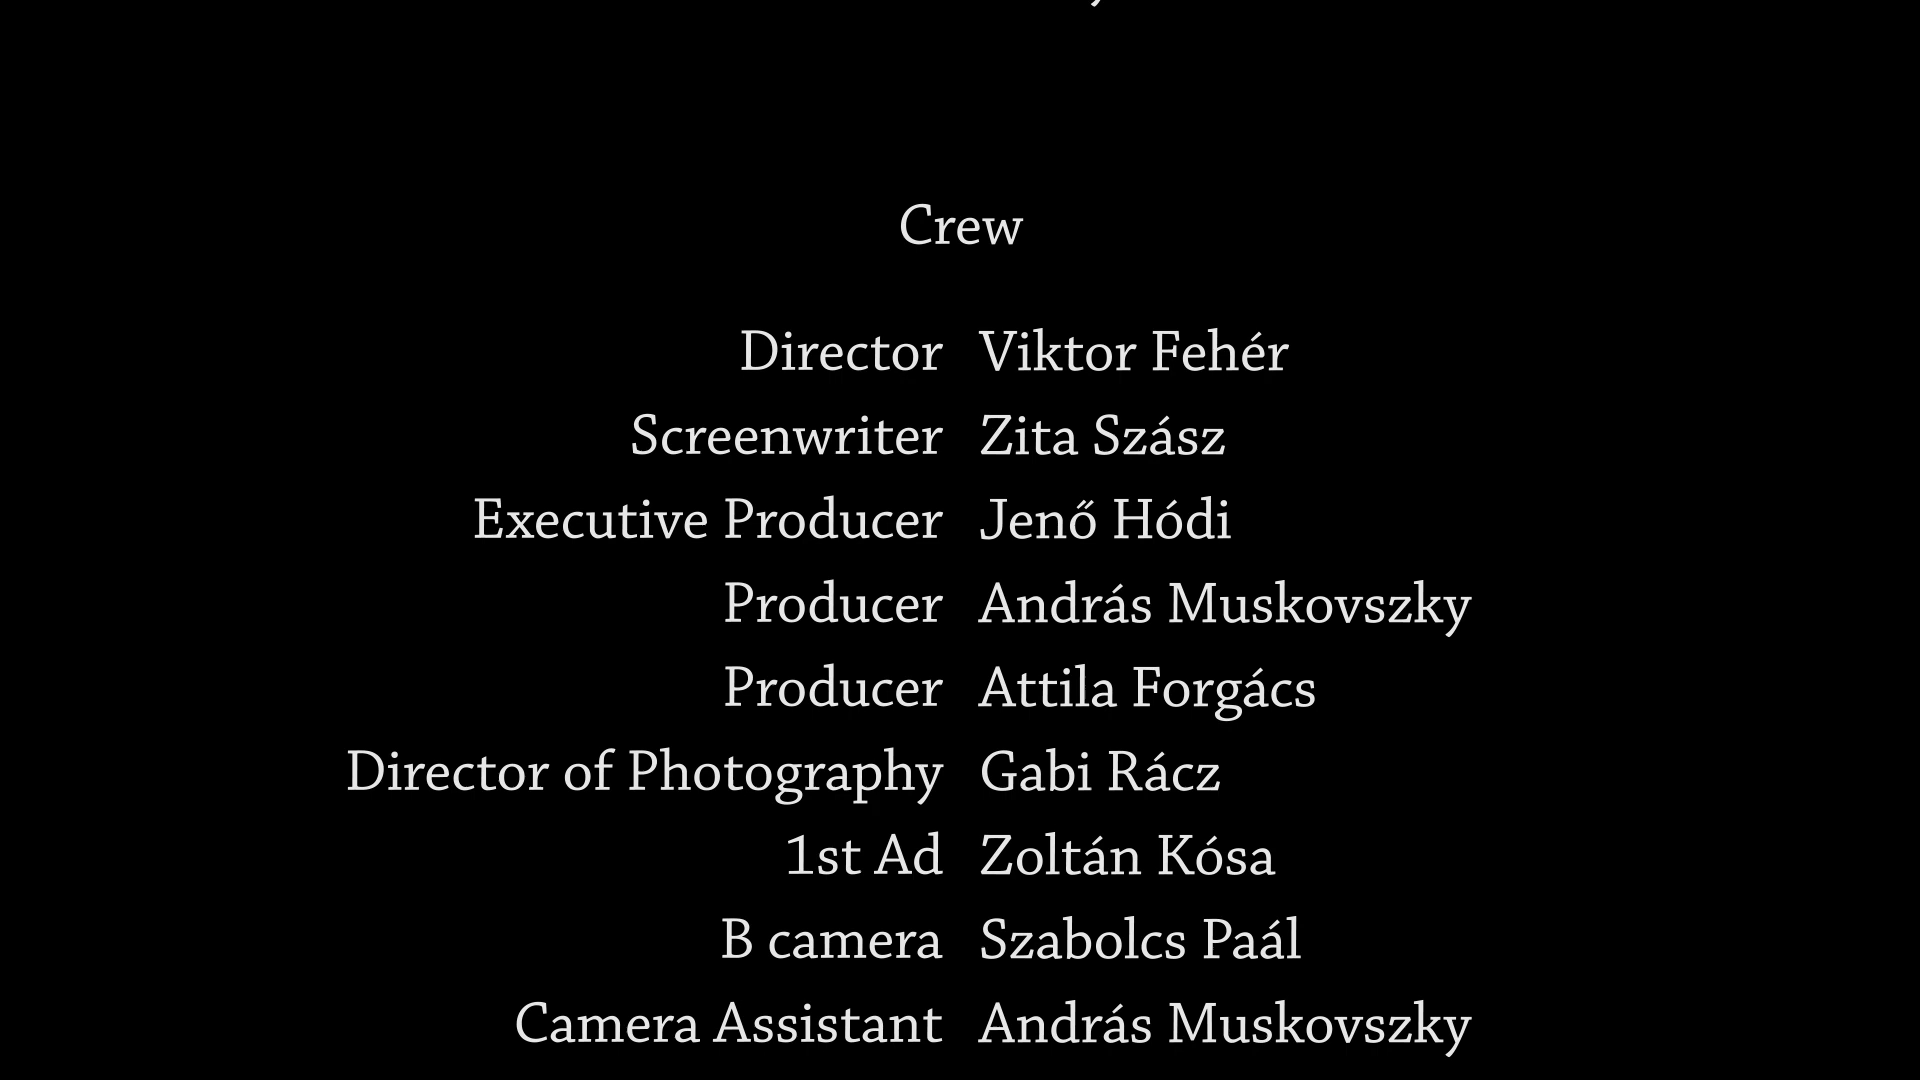 Crew
Director Viktor Fehér
Screenwriter Zita Szász
Executive Producer Jenő Hódi
Producer András Muskovszky
Producer Attila Forgács
Director of Photography Gabi Rácz
1st Ad Zoltán Kósa
B camera Szabolcs Paál
Camera Assistant András Muskovszky